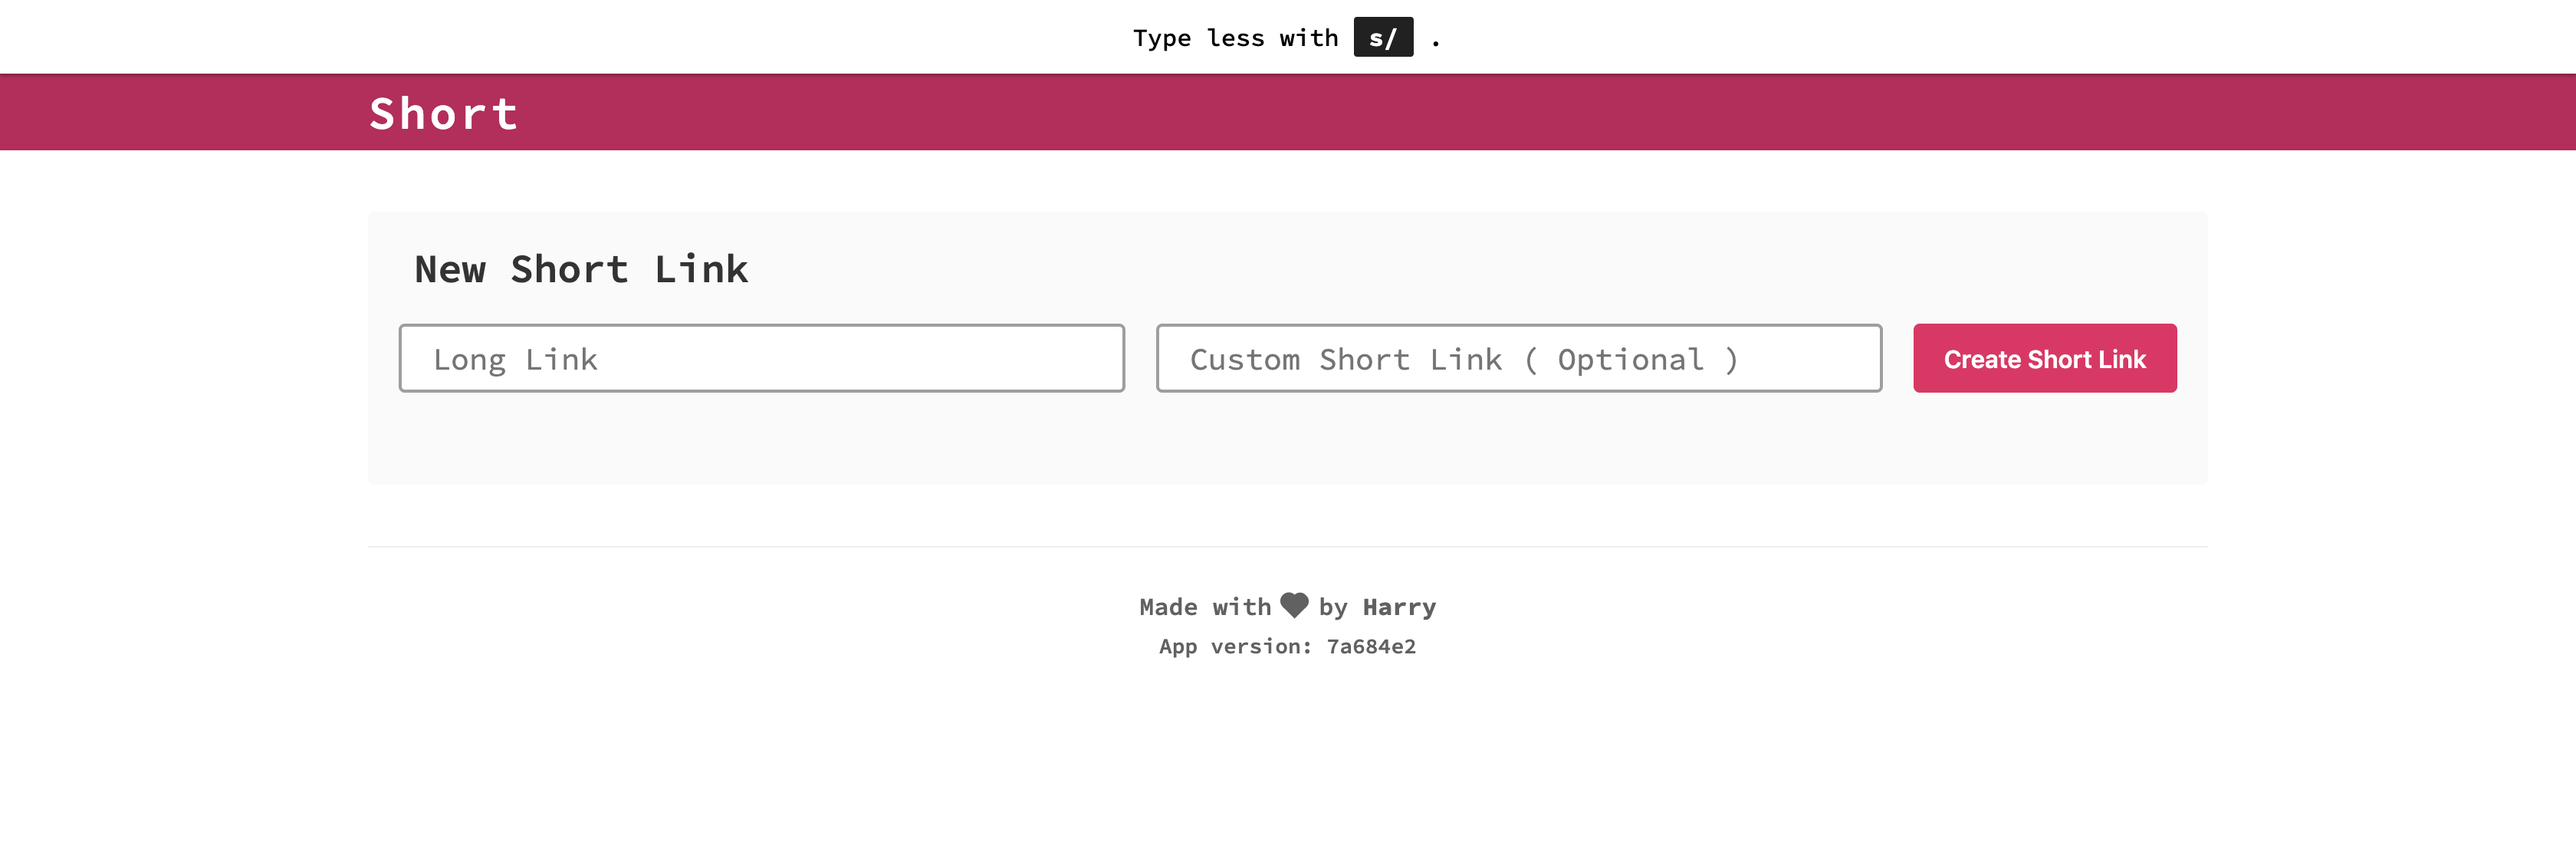 Type less with s/ .
Short
New Short Link
Long Link
Custom Short Link ( Optional )
Create Short Link
Made with by Harry
App version: 7a684e2